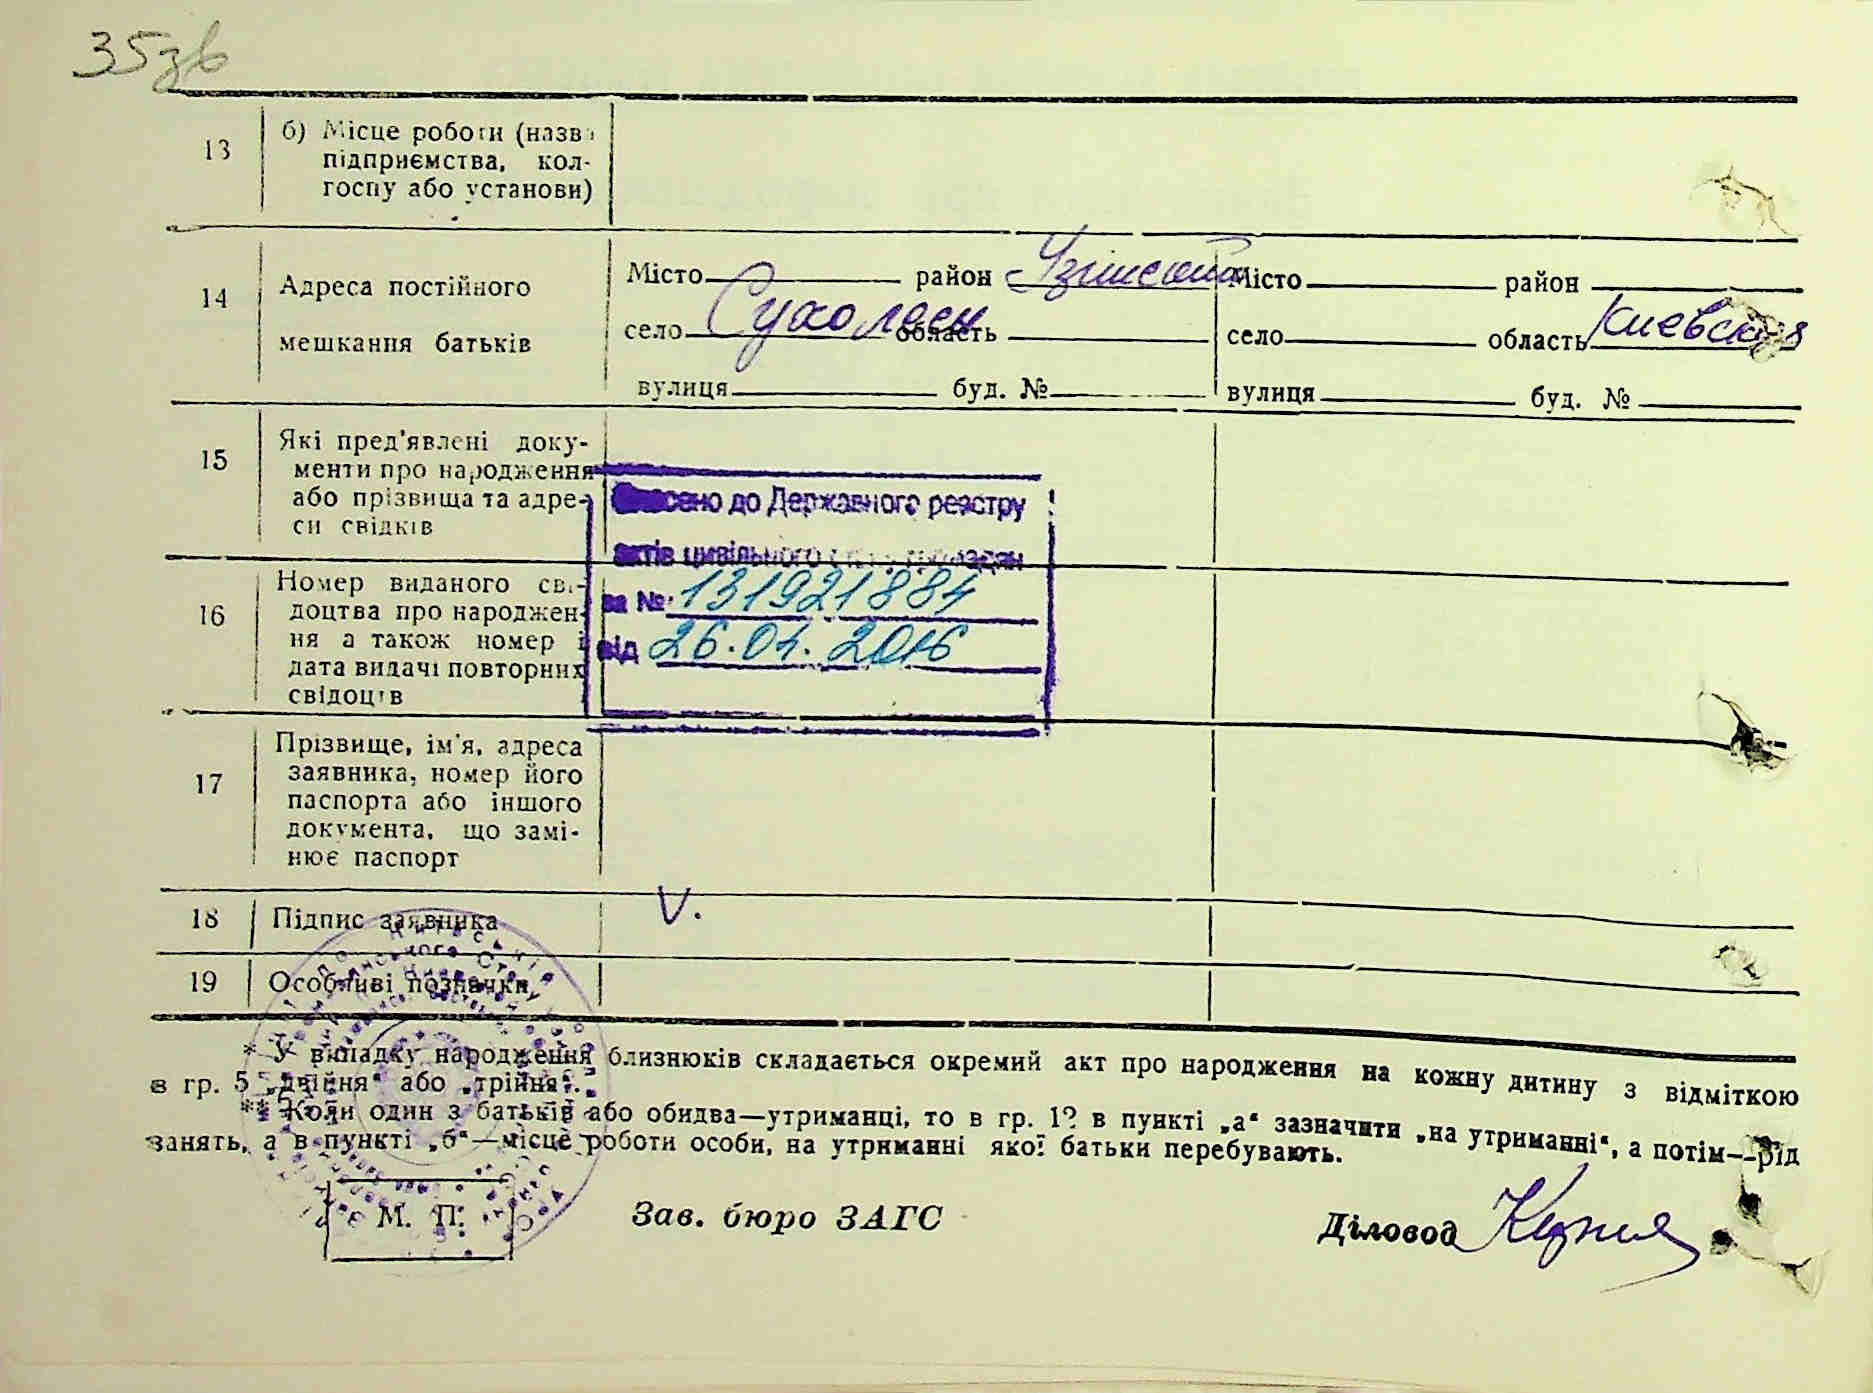 35зв
13 б) Місце роботи (назва
підприємства, кол-
госпу або установи)
14 Адреса постійного
мешкання батьків
Місто район Узинский Місто район
село Сухолесы область село область Киевская
вулиця буд. № вулиця буд. №
15 Які пред'явлені доку-
менти про народження
або прізвища та адре-
си свідків
Внесено до Державного реєстру
актів цивільного стану громадян
за № 131921884
від 26.04.2016
16 Номер виданого сві-
доцтва про народжен-
ня а також номер і
дата видачі повторних
свідоцтв
17 Прізвище, ім'я, адреса
заявника, номер його
паспорта або іншого
документа, що замі-
нює паспорт
18 Підпис заявника V.
19 Особливі позначки
* У випадку народження близнюків складається окремий акт про народження на кожну дитину з відміткою
в гр. 5 „двійня“ або „трійня“.
** Коли один з батьків або обидва—утриманці, то в гр. 12 в пункті „а“ зазначити „на утриманні“, а потім—рід
занять, а в пункті „б“—місце роботи особи, на утриманні якої батьки перебувають.
М. П. Зав. бюро ЗАГС Діловод